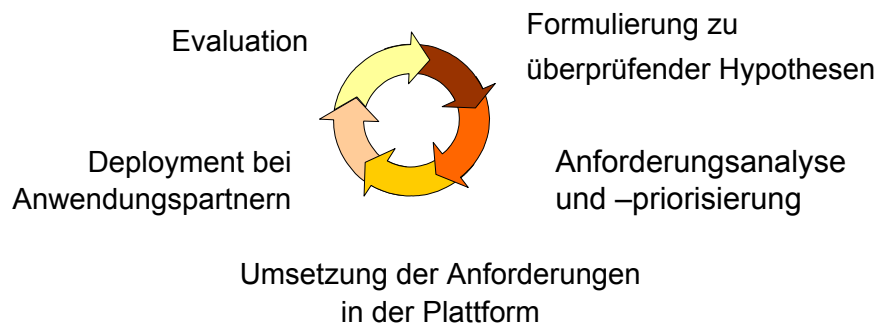 Evaluation
Formulierung zu
überprüfender Hypothesen
Anforderungsanalyse
und –priorisierung
Umsetzung der Anforderungen
in der Plattform
Deployment bei
Anwendungspartnern